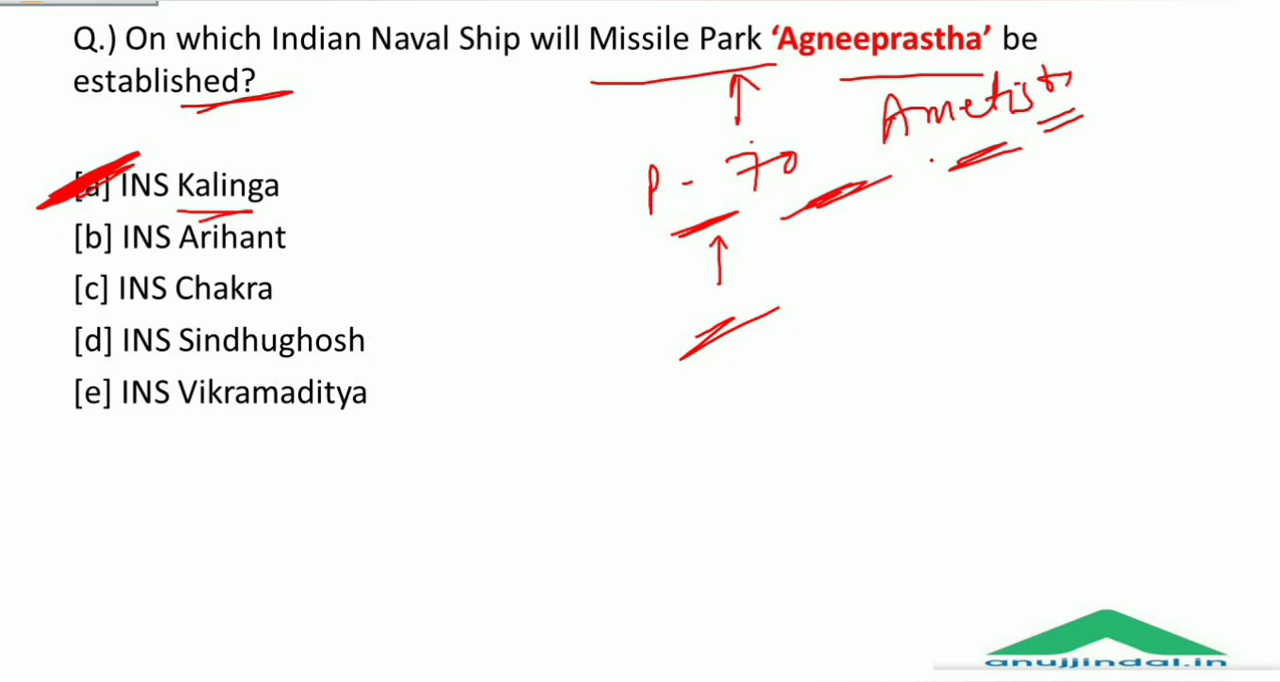 Q.) On which Indian Naval Ship will Missile Park ‘Agneeprastha’ be
established?
Ametist
P - 70
[a] INS Kalinga
[b] INS Arihant
[c] INS Chakra
[d] INS Sindhughosh
[e] INS Vikramaditya
anujjindal.in